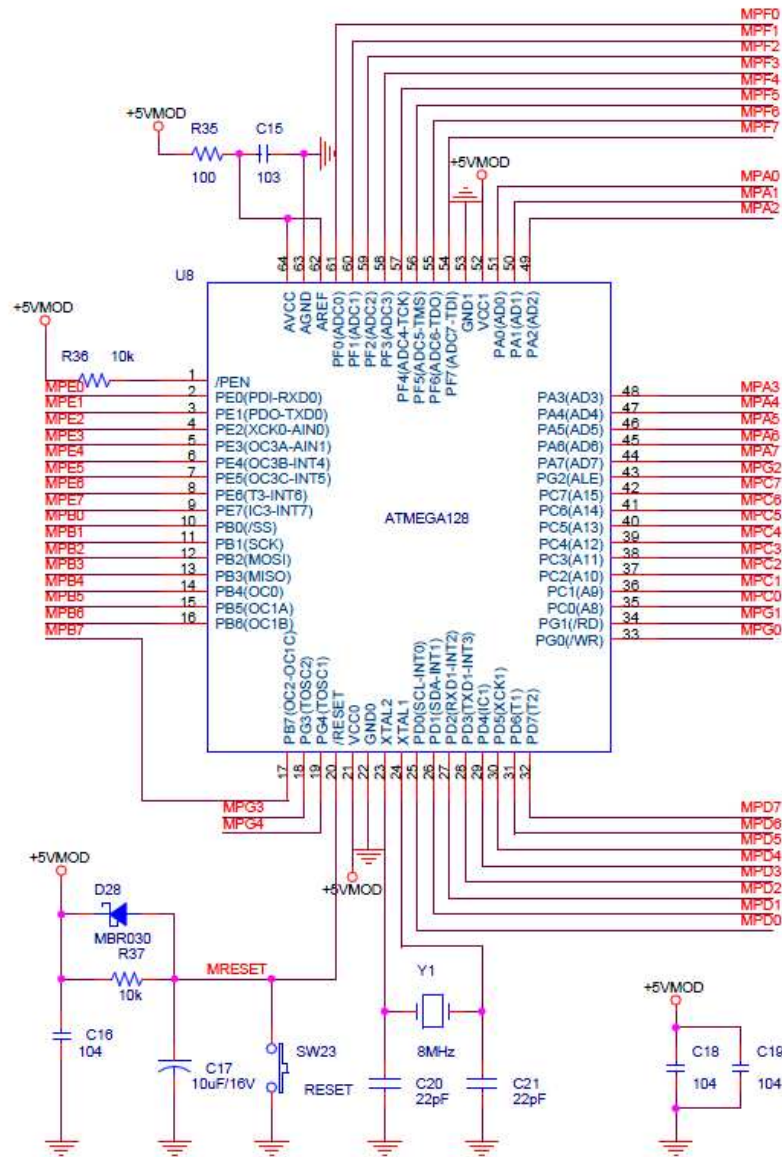 MPF0
MPF1
MPF2
MPF3
MPF4
MPF5
MPF6
MPF7
+5VMOD
R35
100
C15
103
+5VMOD
MPA0
MPA1
MPA2
64
63
62
61
60
59
58
57
56
55
54
53
52
51
50
49
U8
AVCC
AGND
AREF
PF0(ADC0)
PF1(ADC1)
PF2(ADC2)
PF3(ADC3)
PF4(ADC4-TCK)
PF5(ADC5-TMS)
PF6(ADC6-TDO)
PF7(ADC7-TDI)
GND1
VCC1
PA0(AD0)
PA1(AD1)
PA2(AD2)
+5VMOD
R36
10k
1 /PEN
MPE0 2 PE0(PDI-RXD0)
MPE1 3 PE1(PDO-TXD0)
MPE2 4 PE2(XCK0-AIN0)
MPE3 5 PE3(OC3A-AIN1)
MPE4 6 PE4(OC3B-INT4)
MPE5 7 PE5(OC3C-INT5)
MPE6 8 PE6(T3-INT6)
MPE7 9 PE7(IC3-INT7)
MPB0 10 PB0(/SS)
MPB1 11 PB1(SCK)
MPB2 12 PB2(MOSI)
MPB3 13 PB3(MISO)
MPB4 14 PB4(OC0)
MPB5 15 PB5(OC1A)
MPB6 16 PB6(OC1B)
MPB7
ATMEGA128
PA3(AD3) 48 MPA3
PA4(AD4) 47 MPA4
PA5(AD5) 46 MPA5
PA6(AD6) 45 MPA6
PA7(AD7) 44 MPA7
PG2(ALE) 43 MPG2
PC7(A15) 42 MPC7
PC6(A14) 41 MPC6
PC5(A13) 40 MPC5
PC4(A12) 39 MPC4
PC3(A11) 38 MPC3
PC2(A10) 37 MPC2
PC1(A9) 36 MPC1
PC0(A8) 35 MPC0
PG1(/RD) 34 MPG1
PG0(/WR) 33 MPG0
PB7(OC2-OC1C)
PG3(TOSC2)
PG4(TOSC1)
/RESET
VCC0
GND0
XTAL2
XTAL1
PD0(SCL-INT0)
PD1(SDA-INT1)
PD2(RXD1-INT2)
PD3(TXD1-INT3)
PD4(IC1)
PD5(XCK1)
PD6(T1)
PD7(T2)
17
18
19
20
21
22
23
24
25
26
27
28
29
30
31
32
MPG3
MPG4
MPD7
MPD6
MPD5
MPD4
MPD3
MPD2
MPD1
MPD0
+5VMOD
+5VMOD
D28
MBR030
R37
10k
MRESET
C16
104
C17
10uF/16V
SW23
RESET
Y1
8MHz
C20
22pF
C21
22pF
+5VMOD
C18
104
C19
104